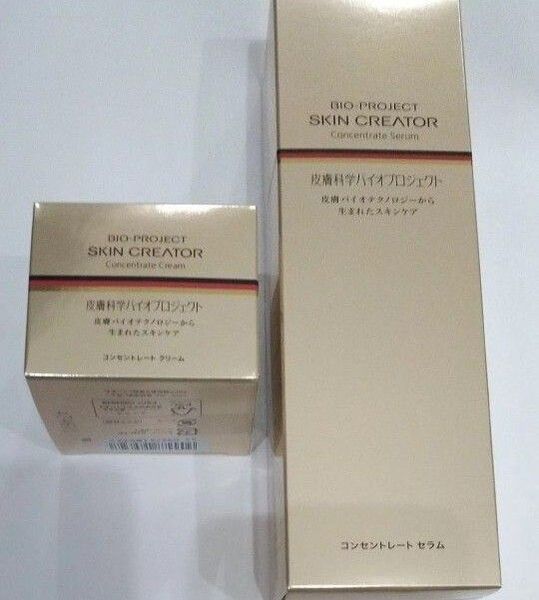 BIO-PROJECT
SKIN CREATOR
Concentrate Serum
皮膚科学バイオプロジェクト
皮膚バイオテクノロジーから
生まれたスキンケア
コンセントレート セラム
BIO-PROJECT
SKIN CREATOR
Concentrate Cream
皮膚科学バイオプロジェクト
皮膚バイオテクノロジーから
生まれたスキンケア
コンセントレート クリーム